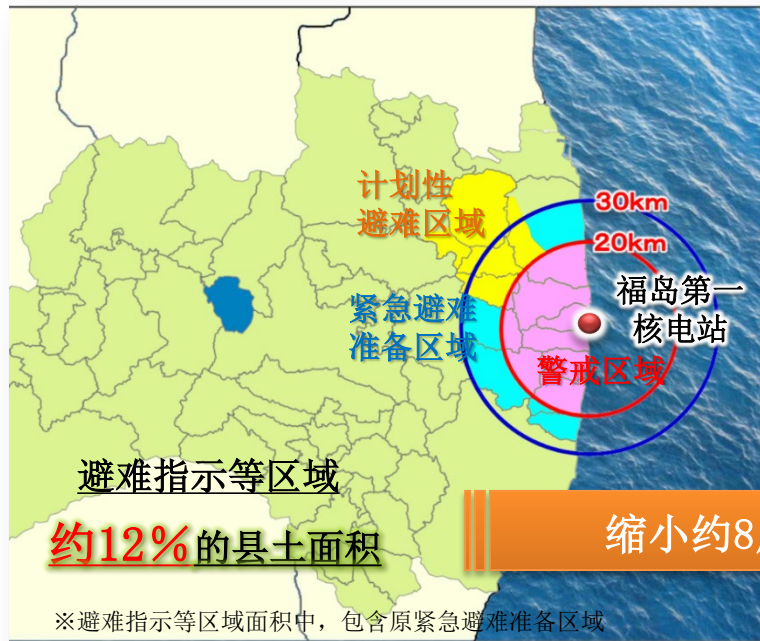 计划性
避难区域
30km
20km
福岛第一
核电站
紧急避难
准备区域
警戒区域
避难指示等区域
约12%的县土面积
缩小约8
※避难指示等区域面积中，包含原紧急避难准备区域